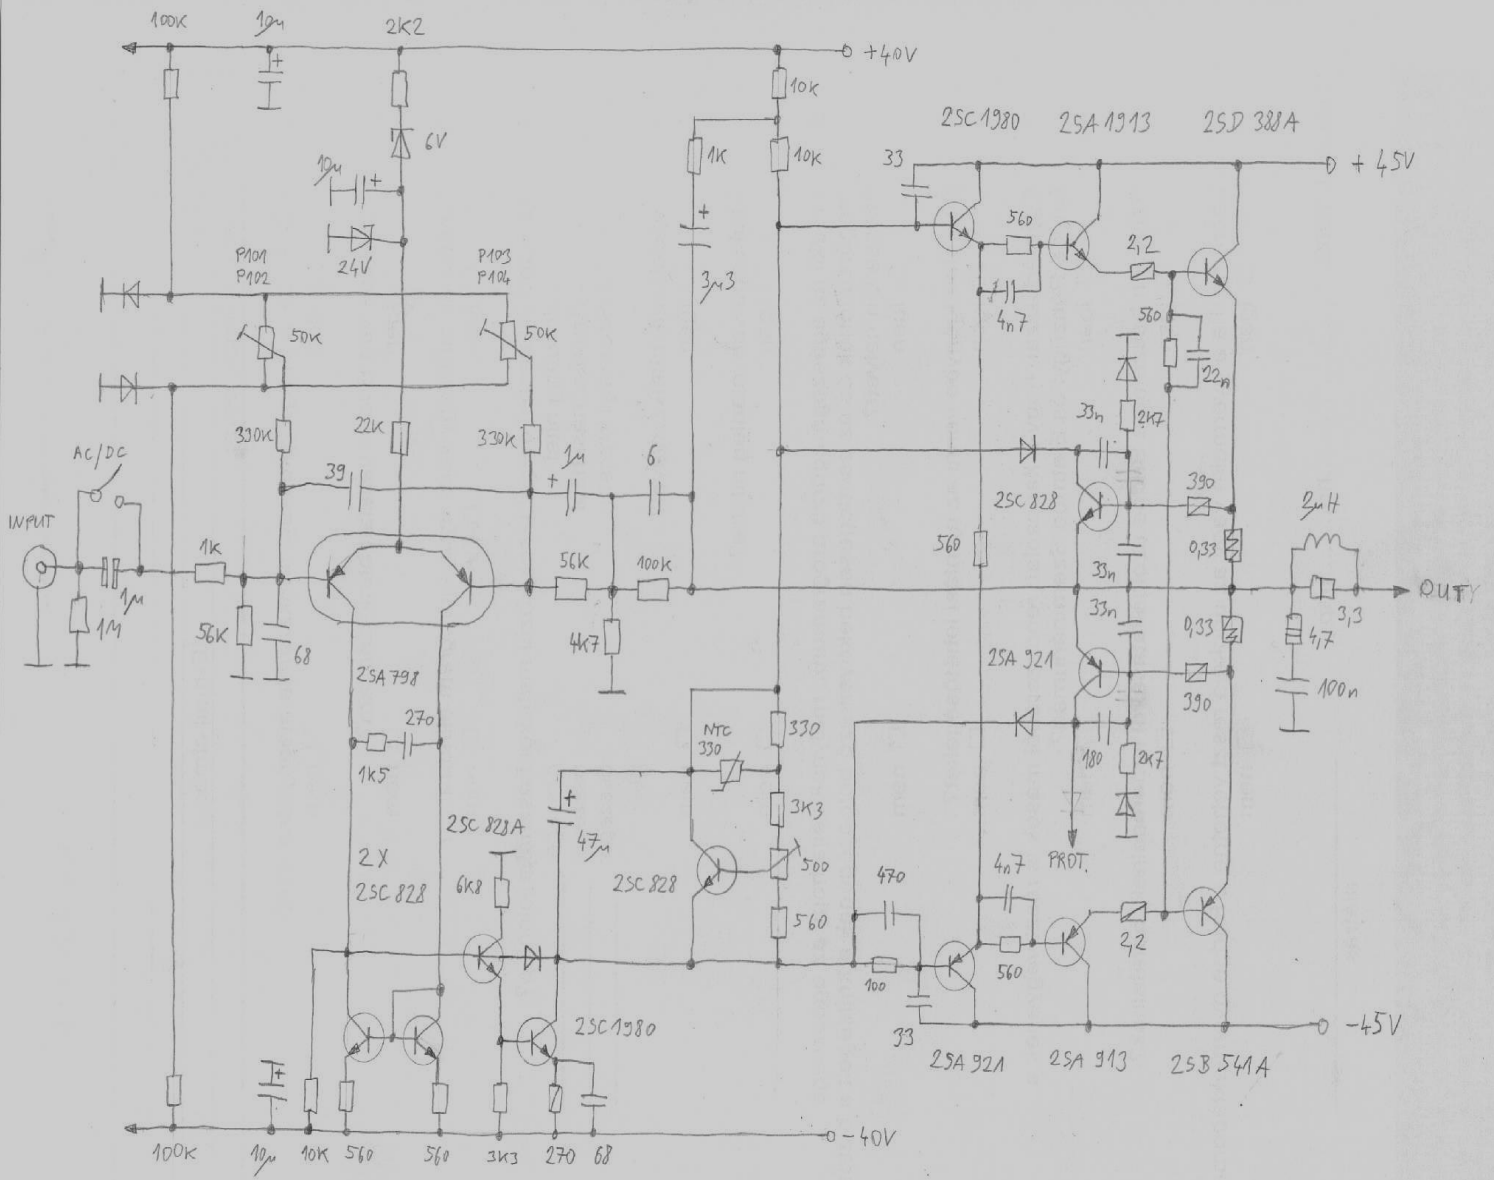 100K
10µ
2K2
+40V
10K
1K
10K
6V
10µ
24V
3µ3
P101
P102
P103
P104
50K
50K
330K
22K
330K
39
1µ
6
AC/DC
INPUT
1µ
1M
1K
56K
68
56K
100K
4K7
2SA798
270
1K5
2SC828A
2X
2SC828
6K8
47µ
NTC
330
330
3K3
500
560
2SC828
2SC1980
100K
10µ
10K
560
560
3K3
270
68
-40V
2SC1980
2SA1913
2SD388A
33
+45V
560
4n7
2,2
560
22n
33n
2K7
2SC828
390
560
0,33
33n
33n
0,33
2µH
OUT
3,3
4,7
100n
2SA921
390
180
2K7
PROT.
470
4n7
100
560
2,2
33
-45V
2SA921
2SA913
2SB541A